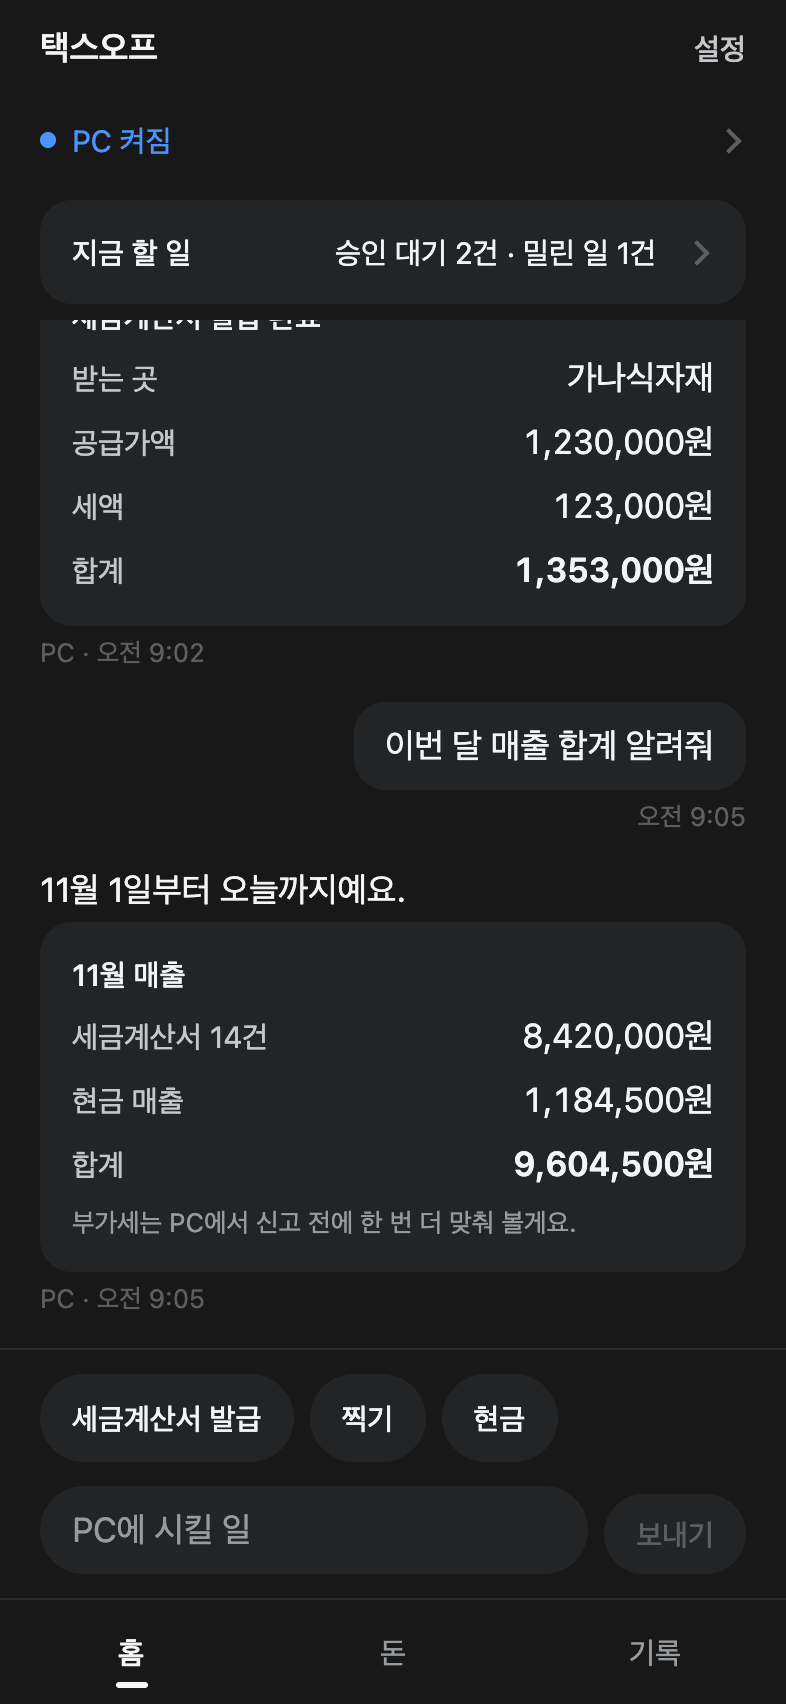 택스오프
설정
PC 켜짐
지금 할 일
승인 대기 2건 · 밀린 일 1건
받는 곳
가나식자재
공급가액
1,230,000원
세액
123,000원
합계
1,353,000원
PC · 오전 9:02
이번 달 매출 합계 알려줘
오전 9:05
11월 1일부터 오늘까지예요.
11월 매출
세금계산서 14건
8,420,000원
현금 매출
1,184,500원
합계
9,604,500원
부가세는 PC에서 신고 전에 한 번 더 맞춰 볼게요.
PC · 오전 9:05
세금계산서 발급
찍기
현금
PC에 시킬 일
보내기
홈
돈
기록